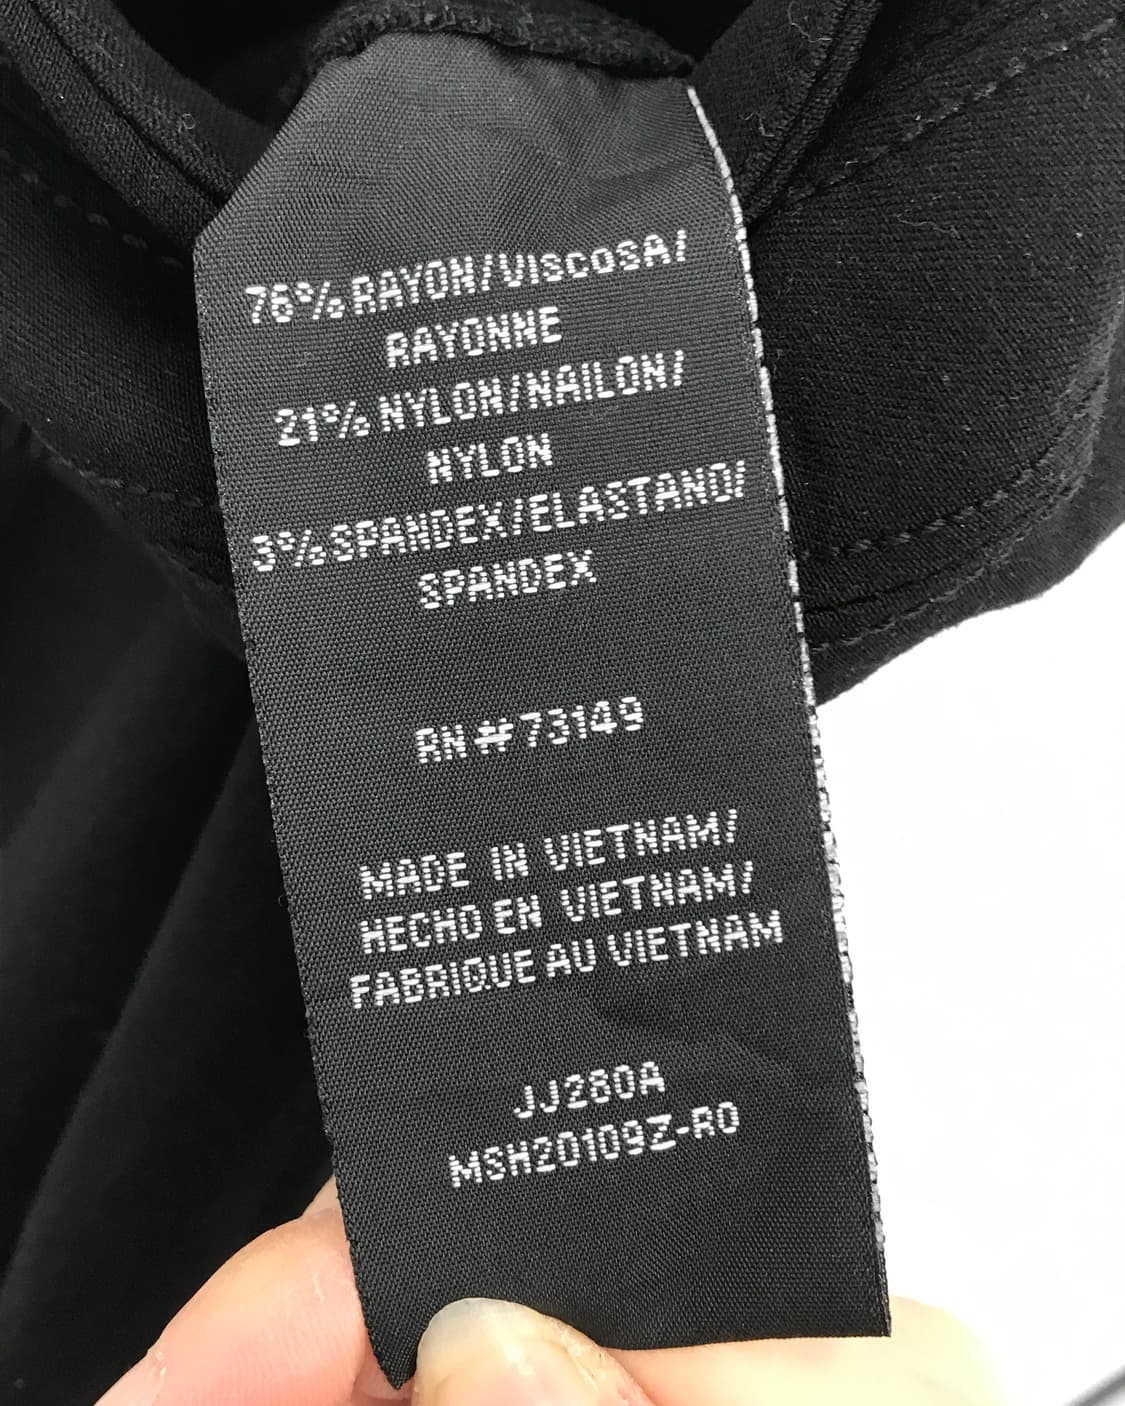 76% RAYON/VISCOSA/
RAYONNE
21% NYLON/NAILON/
NYLON
3% SPANDEX/ELASTANO/
SPANDEX
RN#73149
MADE IN VIETNAM/
HECHO EN VIETNAM/
FABRIQUE AU VIETNAM
JJ280A
MSH20109Z-R0